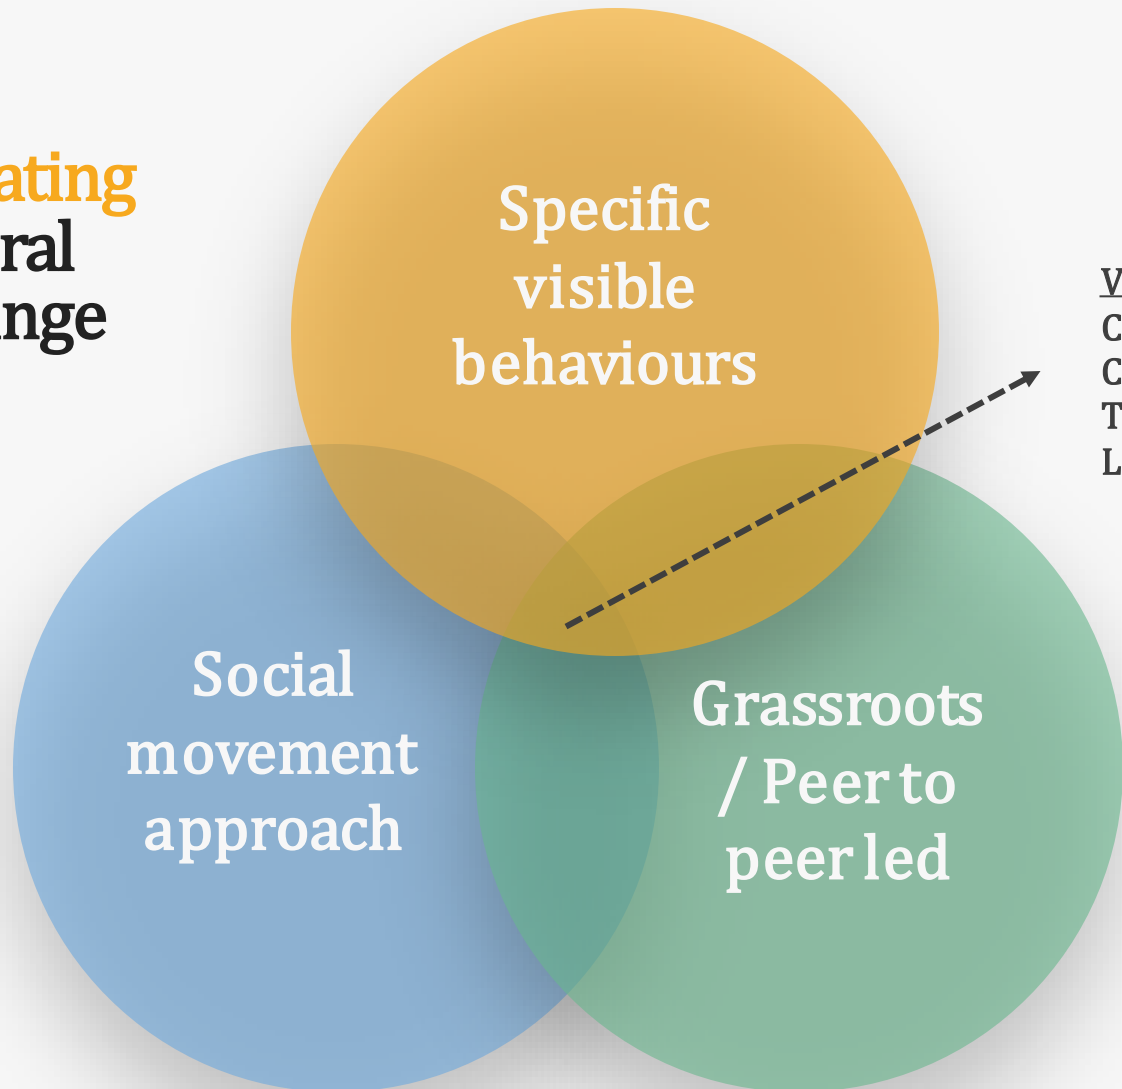 ating
ral
nge
Specific
visible
behaviours
V
C
C
T
L
Social
movement
approach
Grassroots
/ Peer to
peer led